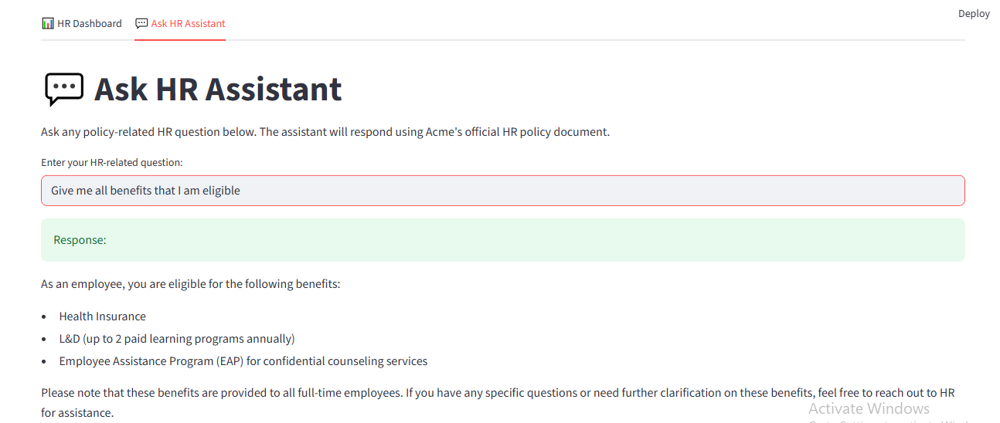 HR Dashboard
Ask HR Assistant
Deploy
Ask HR Assistant
Ask any policy-related HR question below. The assistant will respond using Acme's official HR policy document.
Enter your HR-related question:
Give me all benefits that I am eligible
Response:
As an employee, you are eligible for the following benefits:
• Health Insurance
• L&D (up to 2 paid learning programs annually)
• Employee Assistance Program (EAP) for confidential counseling services
Please note that these benefits are provided to all full-time employees. If you have any specific questions or need further clarification on these benefits, feel free to reach out to HR
for assistance.
Activate Windows